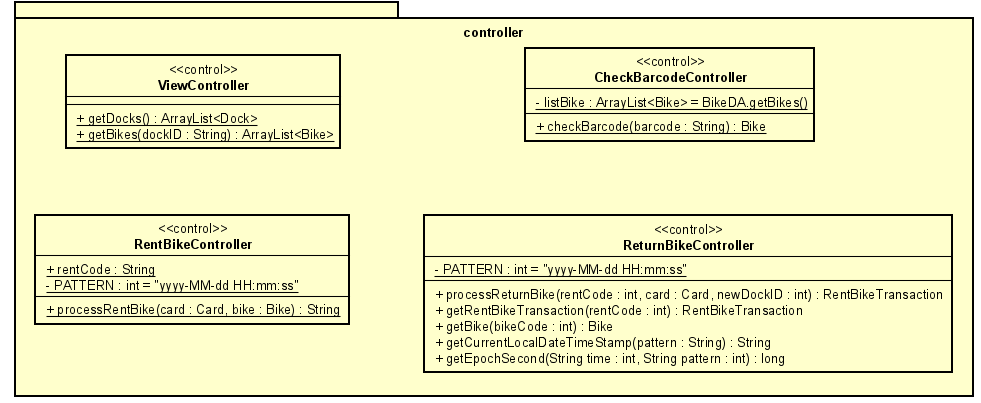 controller
<<control>>
ViewController
+ getDocks() : ArrayList<Dock>
+ getBikes(dockID : String) : ArrayList<Bike>
<<control>>
CheckBarcodeController
- listBike : ArrayList<Bike> = BikeDA.getBikes()
+ checkBarcode(barcode : String) : Bike
<<control>>
RentBikeController
+ rentCode : String
- PATTERN : int = "yyyy-MM-dd HH:mm:ss"
+ processRentBike(card : Card, bike : Bike) : String
<<control>>
ReturnBikeController
- PATTERN : int = "yyyy-MM-dd HH:mm:ss"
+ processReturnBike(rentCode : int, card : Card, newDockID : int) : RentBikeTransaction
+ getRentBikeTransaction(rentCode : int) : RentBikeTransaction
+ getBike(bikeCode : int) : Bike
+ getCurrentLocalDateTimeStamp(pattern : String) : String
+ getEpochSecond(String time : int, String pattern : int) : long